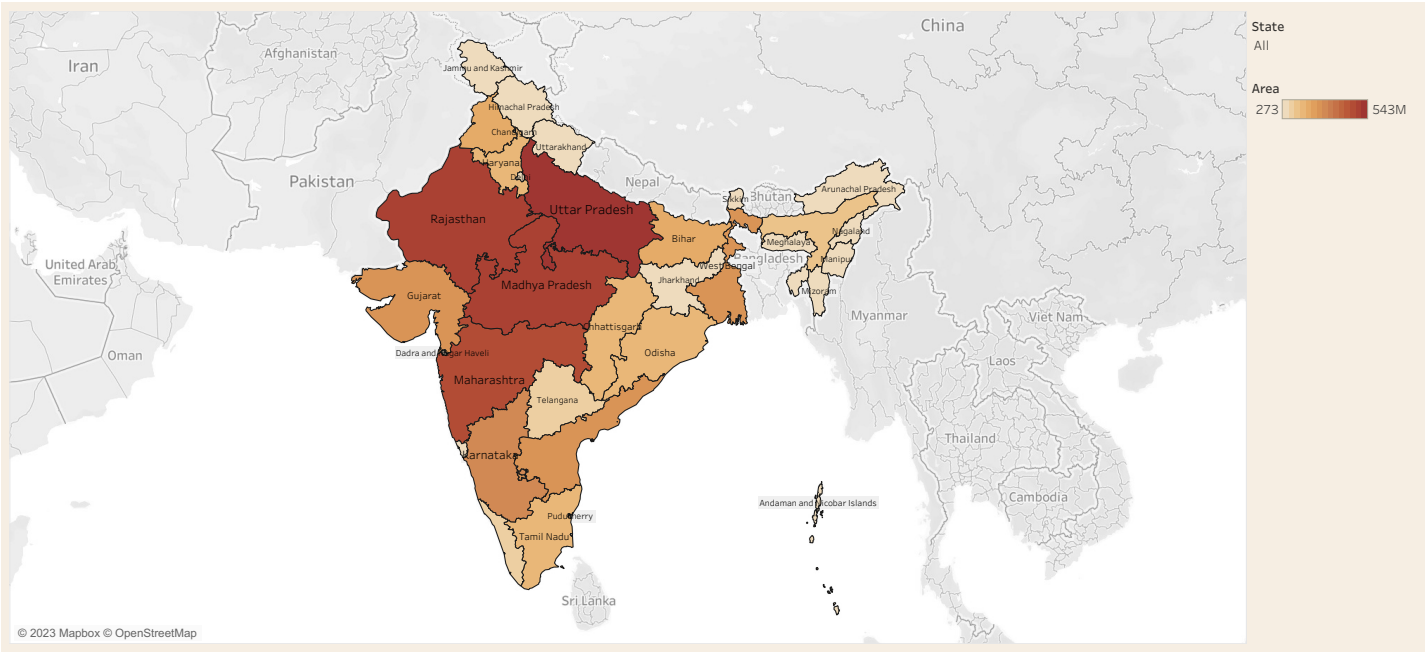 China
State
All
Iran
Afghanistan
Jammu and Kashmir
Area
273
543M
Himachal Pradesh
Chandigarh
Uttarakhand
Haryana
Delhi
Pakistan
Nepal
Sikkim
Bhutan
Arunachal Pradesh
Rajasthan
Uttar Pradesh
Bihar
Nagaland
Meghalaya
Bangladesh
Manipur
West Bengal
United Arab
Emirates
Jharkhand
Madhya Pradesh
Mizoram
Gujarat
Myanmar
Viet Nam
Chhattisgarh
Oman
Dadra and Nagar Haveli
Odisha
Laos
Maharashtra
Telangana
Thailand
Karnataka
Cambodia
Andaman and Nicobar Islands
Puducherry
Tamil Nadu
Sri Lanka
© 2023 Mapbox © OpenStreetMap